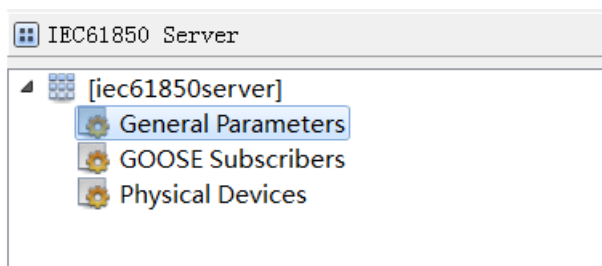 IEC61850 Server
[iec61850server]
General Parameters
GOOSE Subscribers
Physical Devices